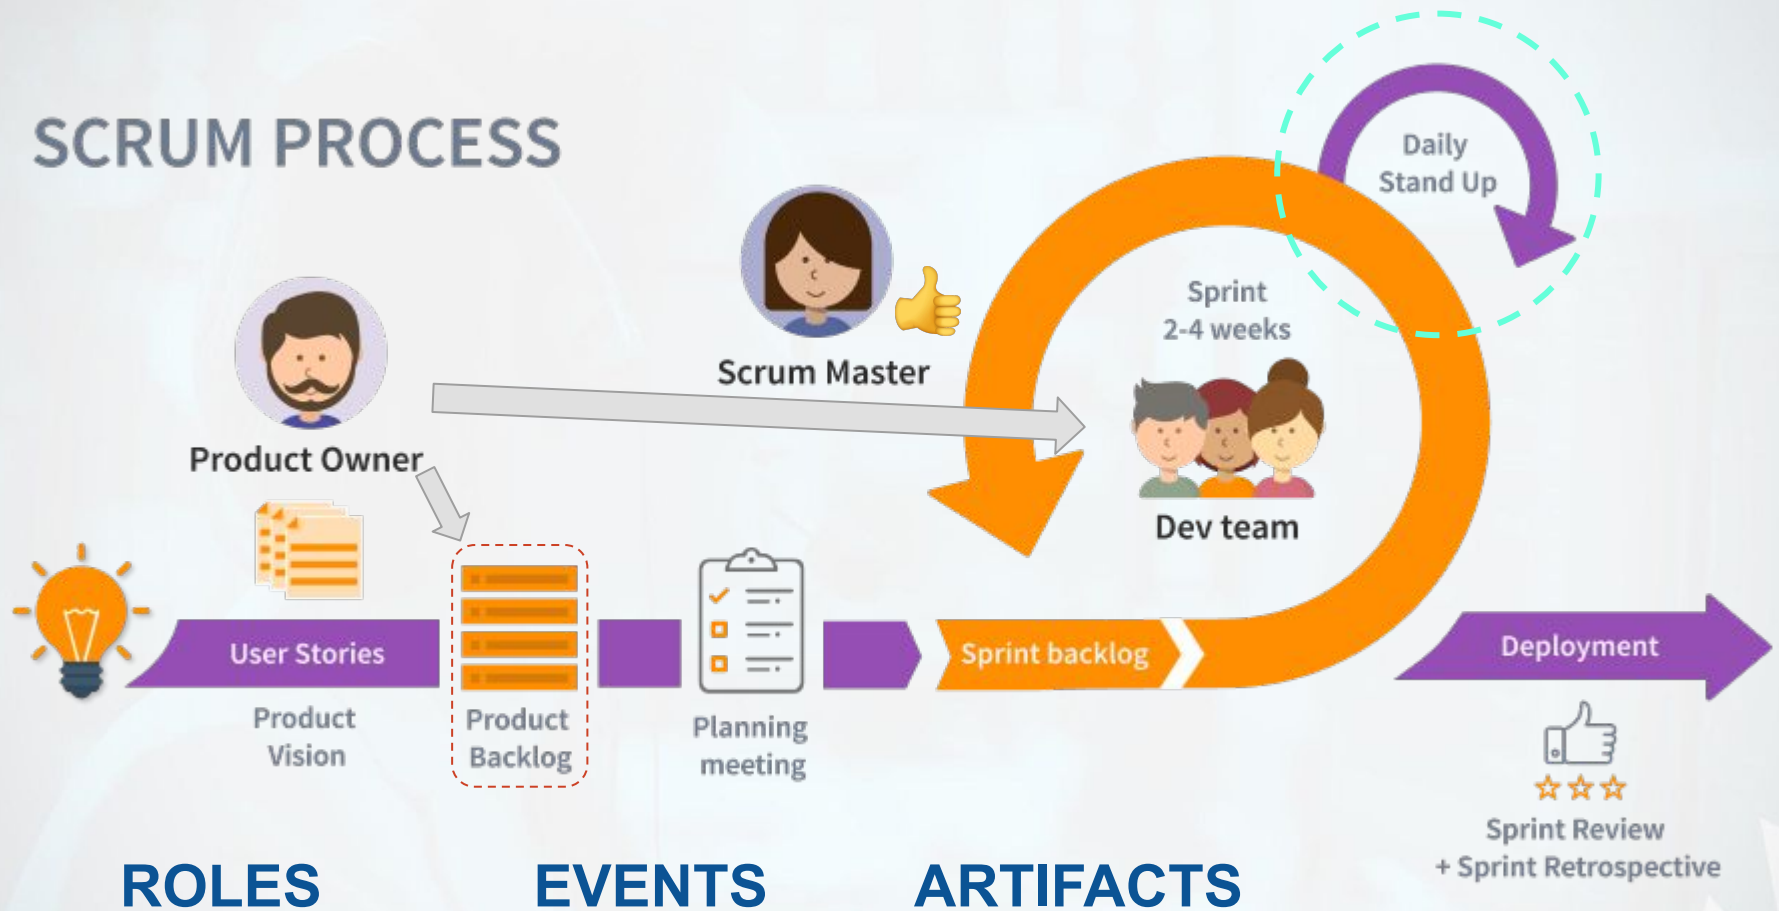 SCRUM PROCESS
Daily
Stand Up
Sprint
2-4 weeks
Scrum Master
Product Owner
Dev team
User Stories
Sprint backlog
Deployment
Product
Vision
Product
Backlog
Planning
meeting
Sprint Review
+ Sprint Retrospective
ROLES
EVENTS
ARTIFACTS